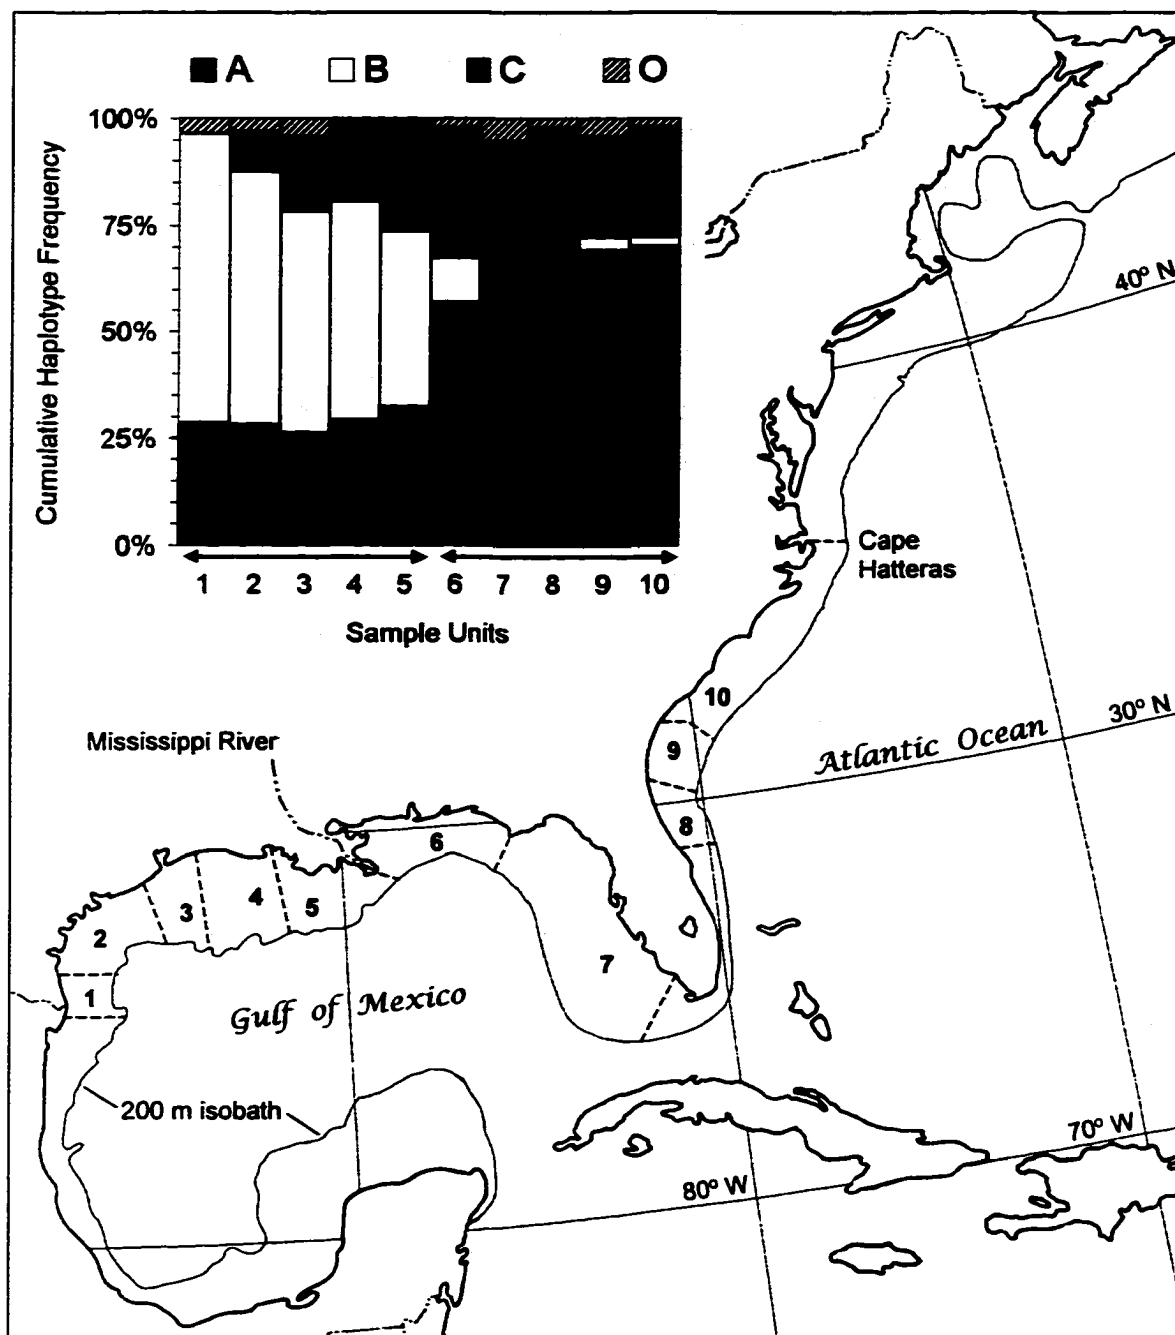 A B C O
Cumulative Haplotype Frequency
100%
75%
50%
25%
0%
1 2 3 4 5 6 7 8 9 10
Sample Units
40° N
Cape
Hatteras
10
30° N
Mississippi River
9
Atlantic Ocean
8
6
4
3
5
2
7
1
Gulf of Mexico
200 m isobath
70° W
80° W